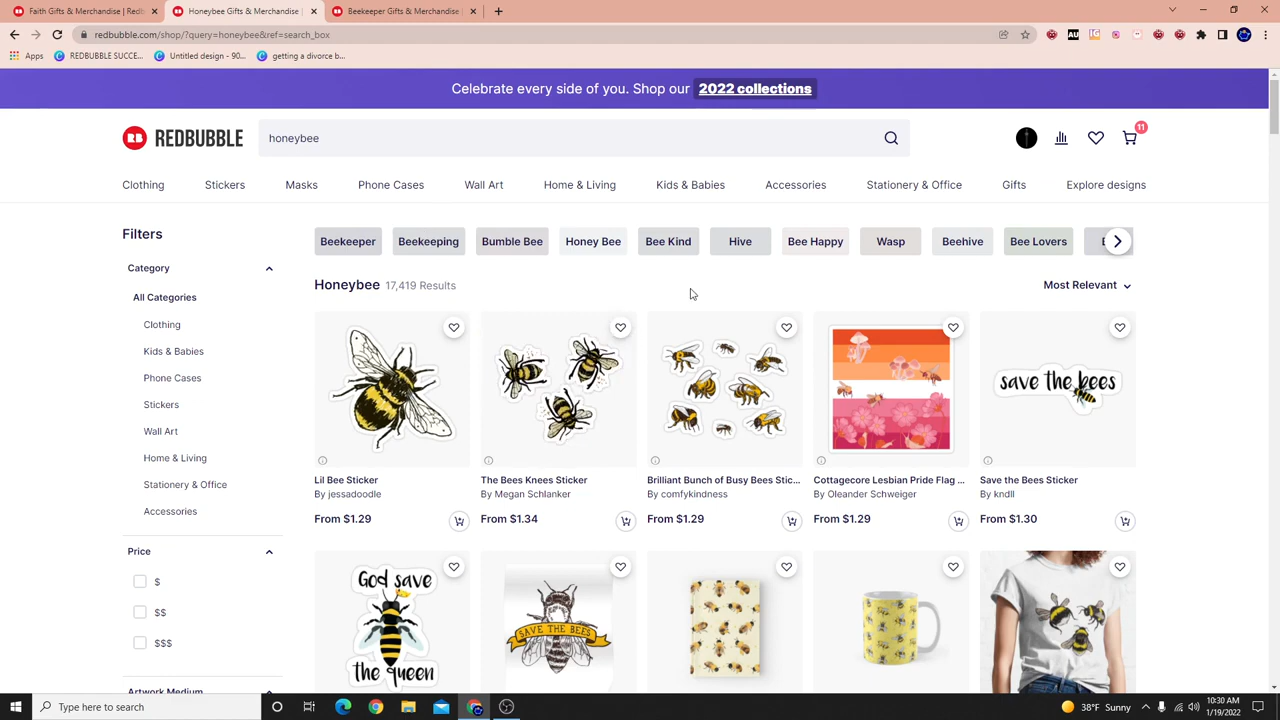 Faith Gifts & Merchandise | Redb
Honeybee Gifts & Merchandise |
Beekeeper Gifts & Merchandise |
redbubble.com/shop/?query=honeybee&ref=search_box
Apps
REDBUBBLE SUCCE...
Untitled design - 90...
getting a divorce b...
Celebrate every side of you. Shop our 2022 collections
RB REDBUBBLE
honeybee
11
Clothing
Stickers
Masks
Phone Cases
Wall Art
Home & Living
Kids & Babies
Accessories
Stationery & Office
Gifts
Explore designs
Filters
Beekeeper
Beekeeping
Bumble Bee
Honey Bee
Bee Kind
Hive
Bee Happy
Wasp
Beehive
Bee Lovers
Category
All Categories
Clothing
Kids & Babies
Phone Cases
Stickers
Wall Art
Home & Living
Stationery & Office
Accessories
Price
$
$$
$$$
Artwork Medium
Honeybee 17,419 Results
Most Relevant
save the bees
Lil Bee Sticker
By jessadoodle
From $1.29
The Bees Knees Sticker
By Megan Schlanker
From $1.34
Brilliant Bunch of Busy Bees Stic...
By comfykindness
From $1.29
Cottagecore Lesbian Pride Flag ...
By Oleander Schweiger
From $1.29
Save the Bees Sticker
By kndll
From $1.30
God save
the queen
SAVE THE BEES
Type here to search
38°F Sunny
10:30 AM
1/19/2022